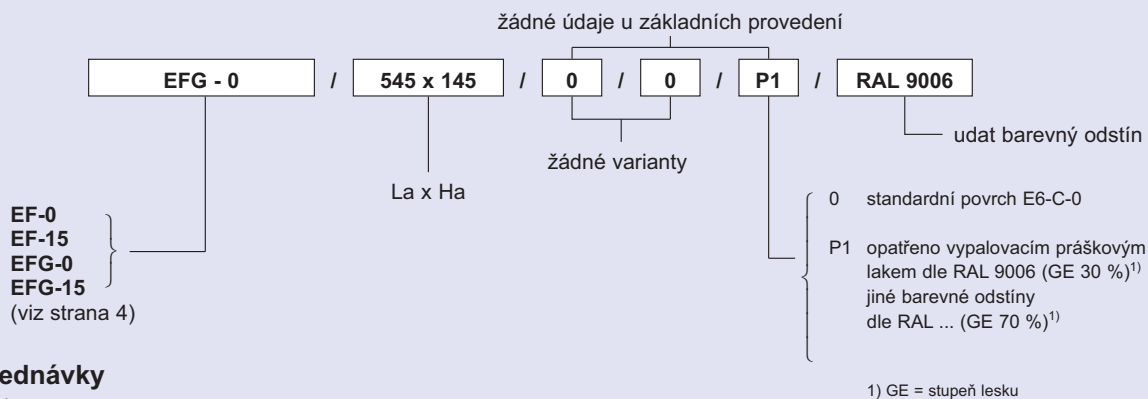 žádné údaje u základních provedení
EFG - 0 / 545 x 145 / 0 / 0 / P1 / RAL 9006
udat barevný odstín
žádné varianty
La x Ha
EF-0
EF-15
EFG-0
EFG-15
(viz strana 4)
0 standardní povrch E6-C-0
P1 opatřeno vypalovacím práškovým
lakem dle RAL 9006 (GE 30 %)1)
jiné barevné odstíny
dle RAL ... (GE 70 %)1)
ednávky
1) GE = stupeň lesku